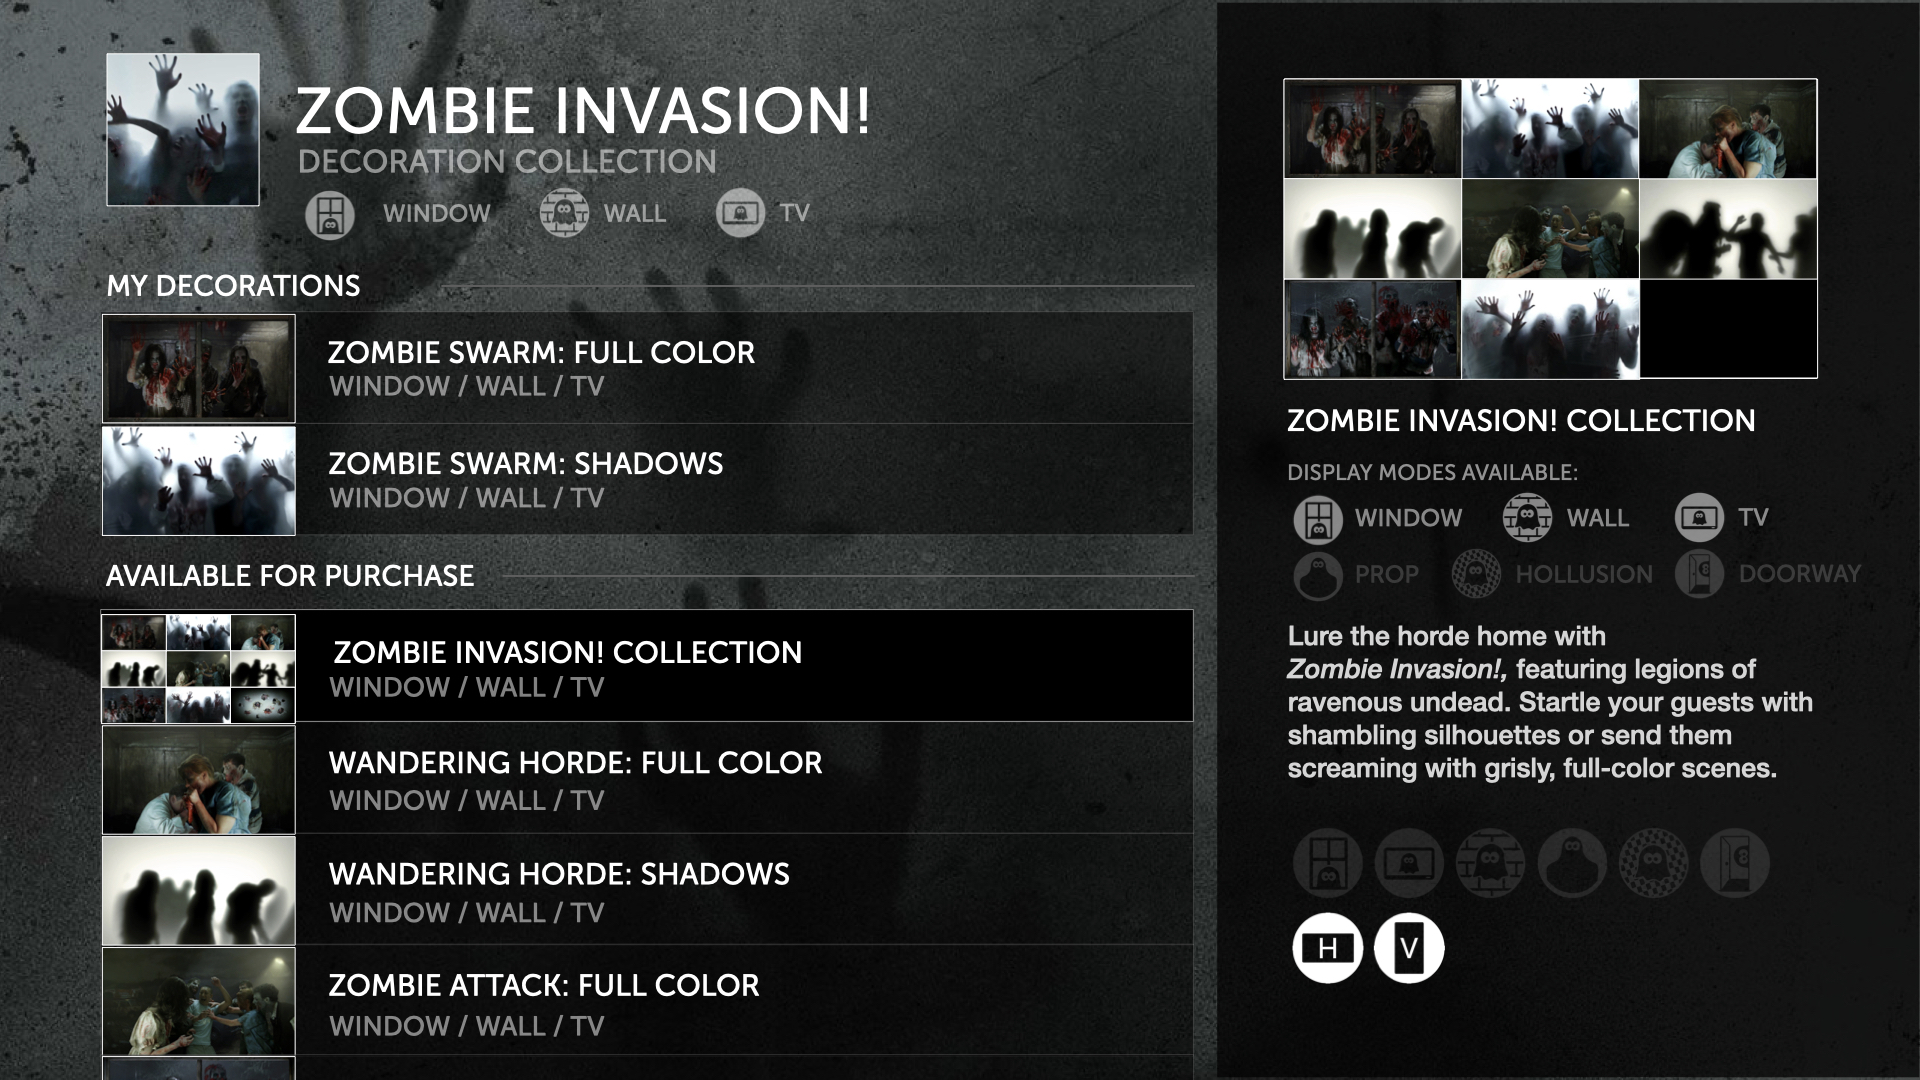 ZOMBIE INVASION!
DECORATION COLLECTION
WINDOW WALL TV
MY DECORATIONS
ZOMBIE SWARM: FULL COLOR
WINDOW / WALL / TV
ZOMBIE SWARM: SHADOWS
WINDOW / WALL / TV
AVAILABLE FOR PURCHASE
ZOMBIE INVASION! COLLECTION
WINDOW / WALL / TV
WANDERING HORDE: FULL COLOR
WINDOW / WALL / TV
WANDERING HORDE: SHADOWS
WINDOW / WALL / TV
ZOMBIE ATTACK: FULL COLOR
WINDOW / WALL / TV
ZOMBIE INVASION! COLLECTION
DISPLAY MODES AVAILABLE:
WINDOW WALL TV
PROP HOLLUSION DOORWAY
Lure the horde home with
Zombie Invasion!, featuring legions of
ravenous undead. Startle your guests with
shambling silhouettes or send them
screaming with grisly, full-color scenes.
H V